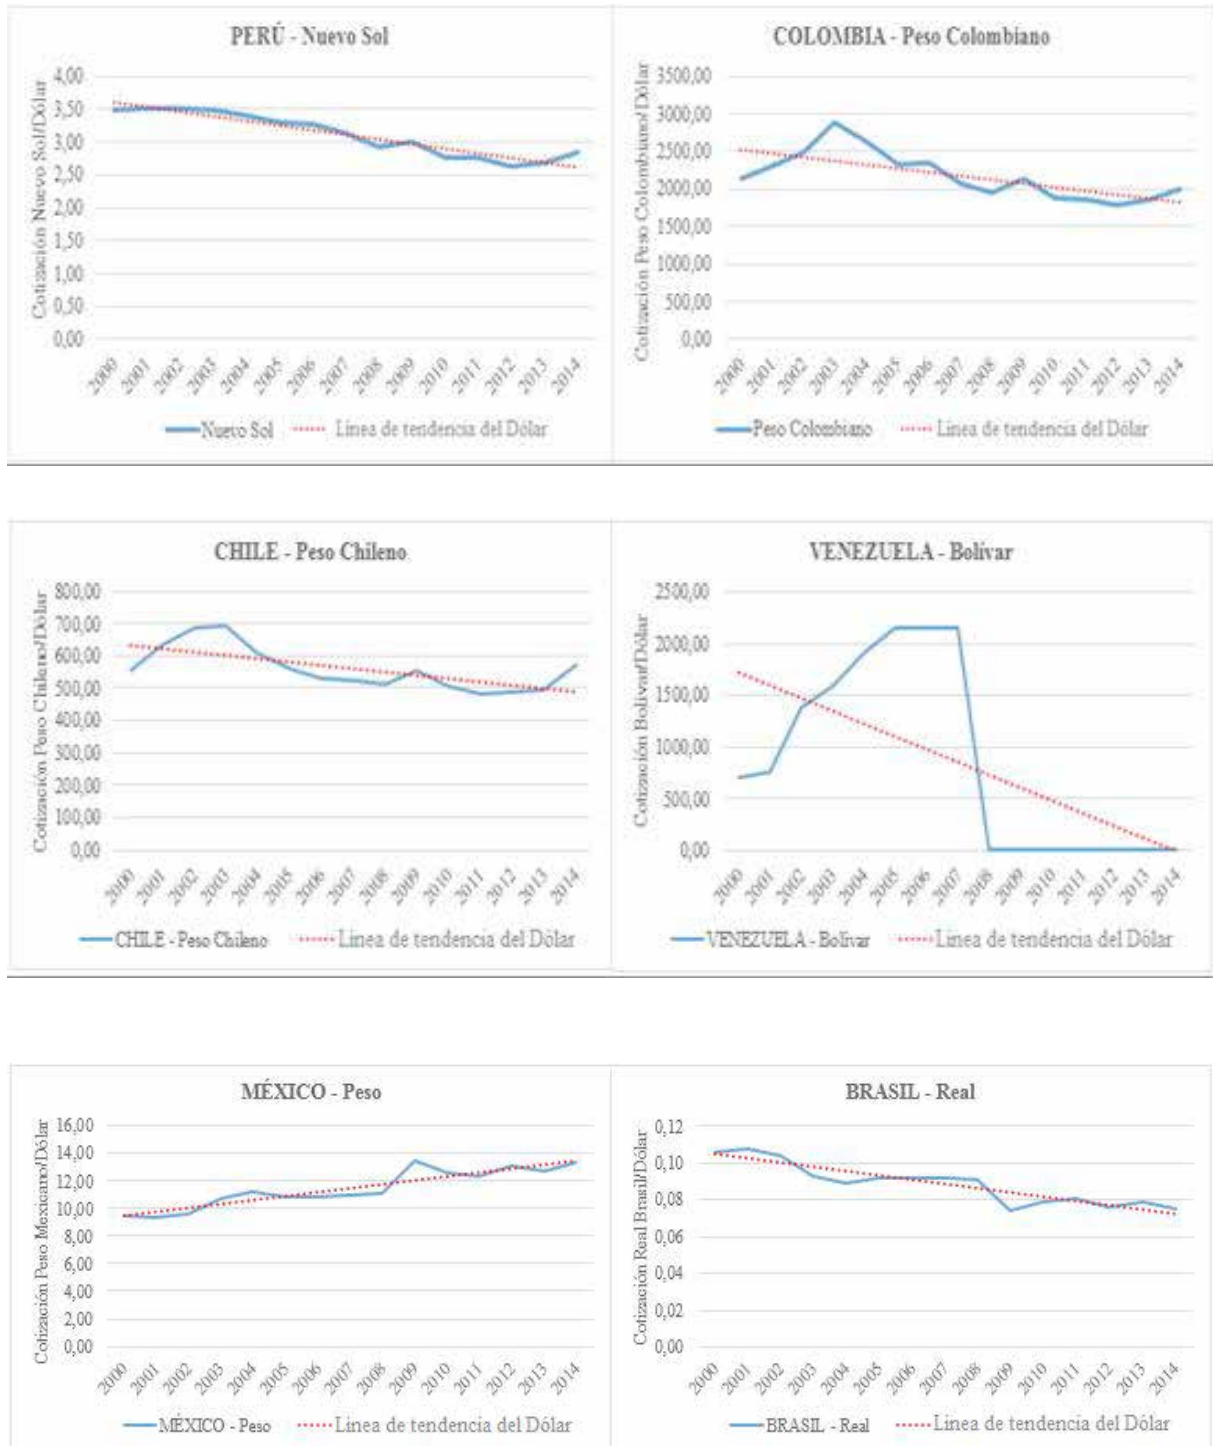 PERÚ - Nuevo Sol
Cotización Nuevo Sol/Dólar
4,00
3,50
3,00
2,50
2,00
1,50
1,00
0,50
0,00
2000 2001 2002 2003 2004 2005 2006 2007 2008 2009 2010 2011 2012 2013 2014
Nuevo Sol Línea de tendencia del Dólar
COLOMBIA - Peso Colombiano
Cotización Peso Colombiano/Dólar
3500,00
3000,00
2500,00
2000,00
1500,00
1000,00
500,00
0,00
2000 2001 2002 2003 2004 2005 2006 2007 2008 2009 2010 2011 2012 2013 2014
Peso Colombiano Línea de tendencia del Dólar
CHILE - Peso Chileno
Cotización Peso Chileno/Dólar
800,00
700,00
600,00
500,00
400,00
300,00
200,00
100,00
0,00
2000 2001 2002 2003 2004 2005 2006 2007 2008 2009 2010 2011 2012 2013 2014
CHILE - Peso Chileno Línea de tendencia del Dólar
VENEZUELA - Bolívar
Cotización Bolívar/Dólar
2500,00
2000,00
1500,00
1000,00
500,00
0,00
2000 2001 2002 2003 2004 2005 2006 2007 2008 2009 2010 2011 2012 2013 2014
VENEZUELA - Bolívar Línea de tendencia del Dólar
MÉXICO - Peso
Cotización Peso Mexicano/Dólar
16,00
14,00
12,00
10,00
8,00
6,00
4,00
2,00
0,00
2000 2001 2002 2003 2004 2005 2006 2007 2008 2009 2010 2011 2012 2013 2014
MÉXICO - Peso Línea de tendencia del Dólar
BRASIL - Real
Cotización Real Brasil/Dólar
0,12
0,10
0,08
0,06
0,04
0,02
0,00
2000 2001 2002 2003 2004 2005 2006 2007 2008 2009 2010 2011 2012 2013 2014
BRASIL - Real Línea de tendencia del Dólar